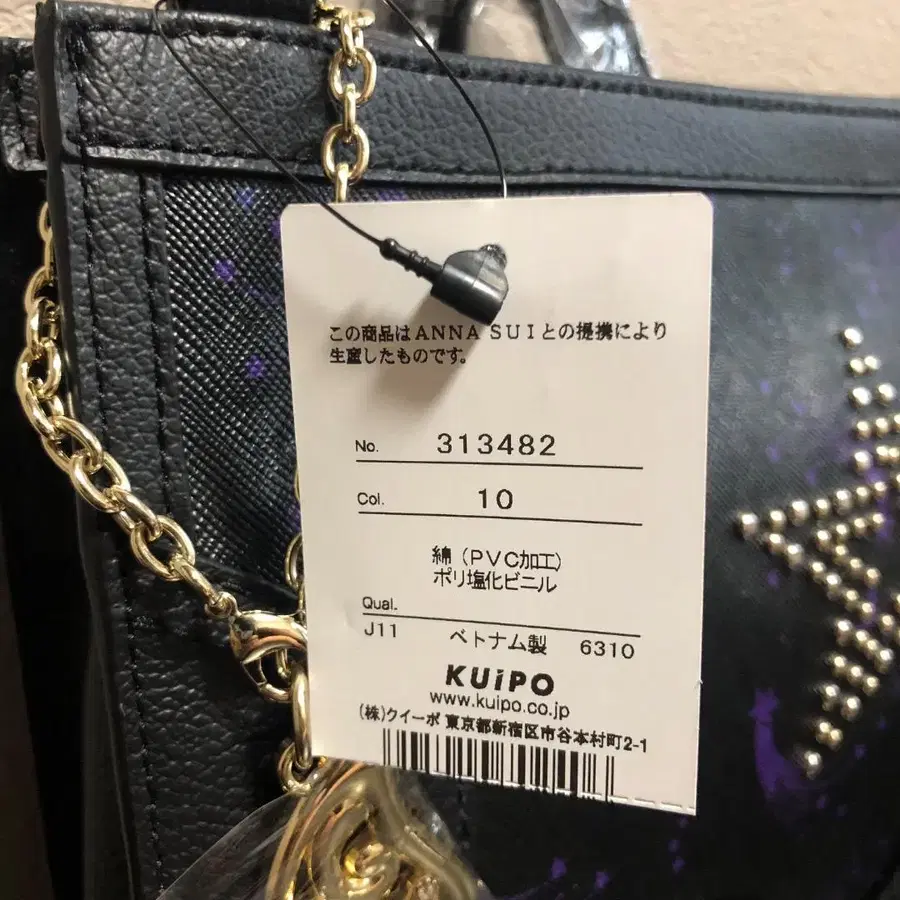 この商品はANNA SUIとの提携により
生産したものです。
No. 313482
Col. 10
綿（PVC加工）
ポリ塩化ビニル
Qual.
J11 ベトナム製 6310
KUiPO
www.kuipo.co.jp
(株)クイーポ 東京都新宿区市谷本村町2-1